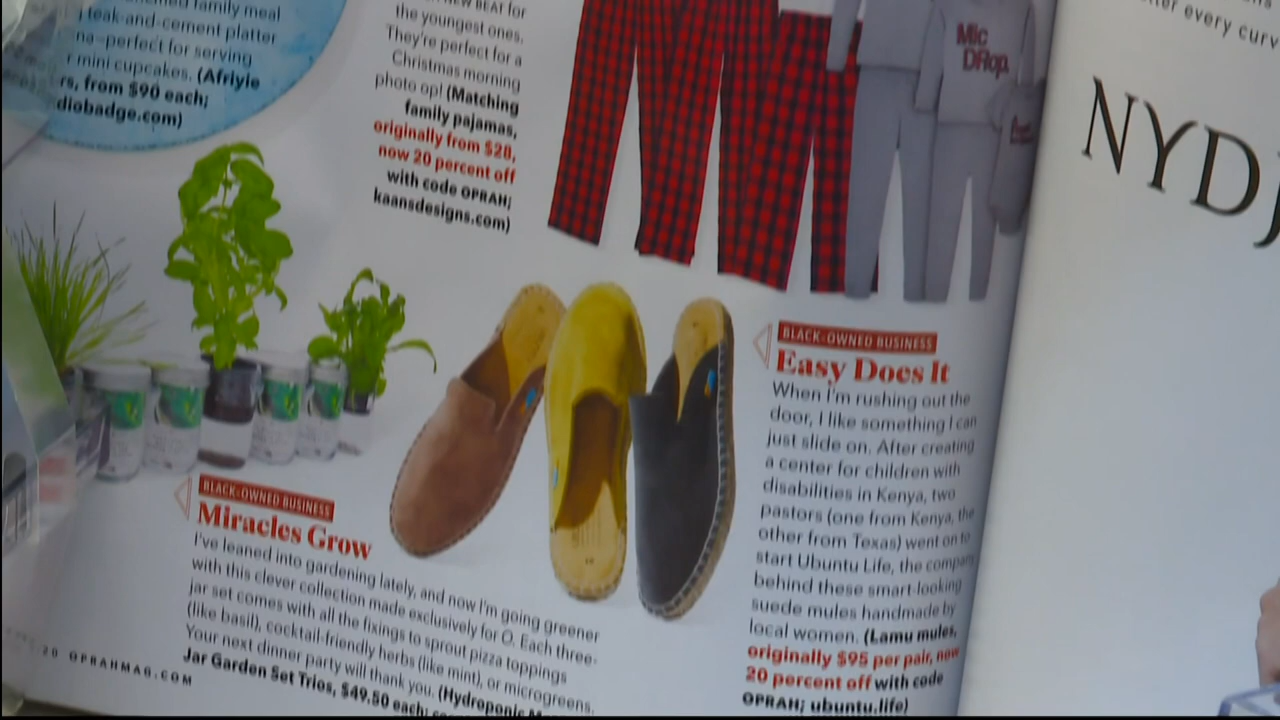 family meal
teak-and-cement platter
perfect for serving
r mini cupcakes. (Afriyie
rs, from $90 each;
diobadge.com)
BEAT for
the youngest ones.
They're perfect for a
Christmas morning
photo op! (Matching
family pajamas,
originally from $28,
now 20 percent off
with code OPRAH;
kaansdesigns.com)
Mic
DRop.
every curv
NYDJ
BLACK-OWNED BUSINESS
Easy Does It
When I'm rushing out the
door, I like something I can
just slide on. After creating
a center for children with
disabilities in Kenya, two
pastors (one from Kenya, the
other from Texas) went on to
start Ubuntu Life, the company
behind these smart-looking
suede mules handmade by
local women. (Lamu mules,
originally $95 per pair, now
20 percent off with code
OPRAH; ubuntu.life)
BLACK-OWNED BUSINESS
Miracles Grow
I've leaned into gardening lately, and now I'm going greener
with this clever collection made exclusively for O. Each three-
jar set comes with all the fixings to sprout pizza toppings
(like basil), cocktail-friendly herbs (like mint), or microgreens.
Your next dinner party will thank you. (Hydroponic
Jar Garden Set Trios, $49.50 each;
20 OPRAHMAG.COM